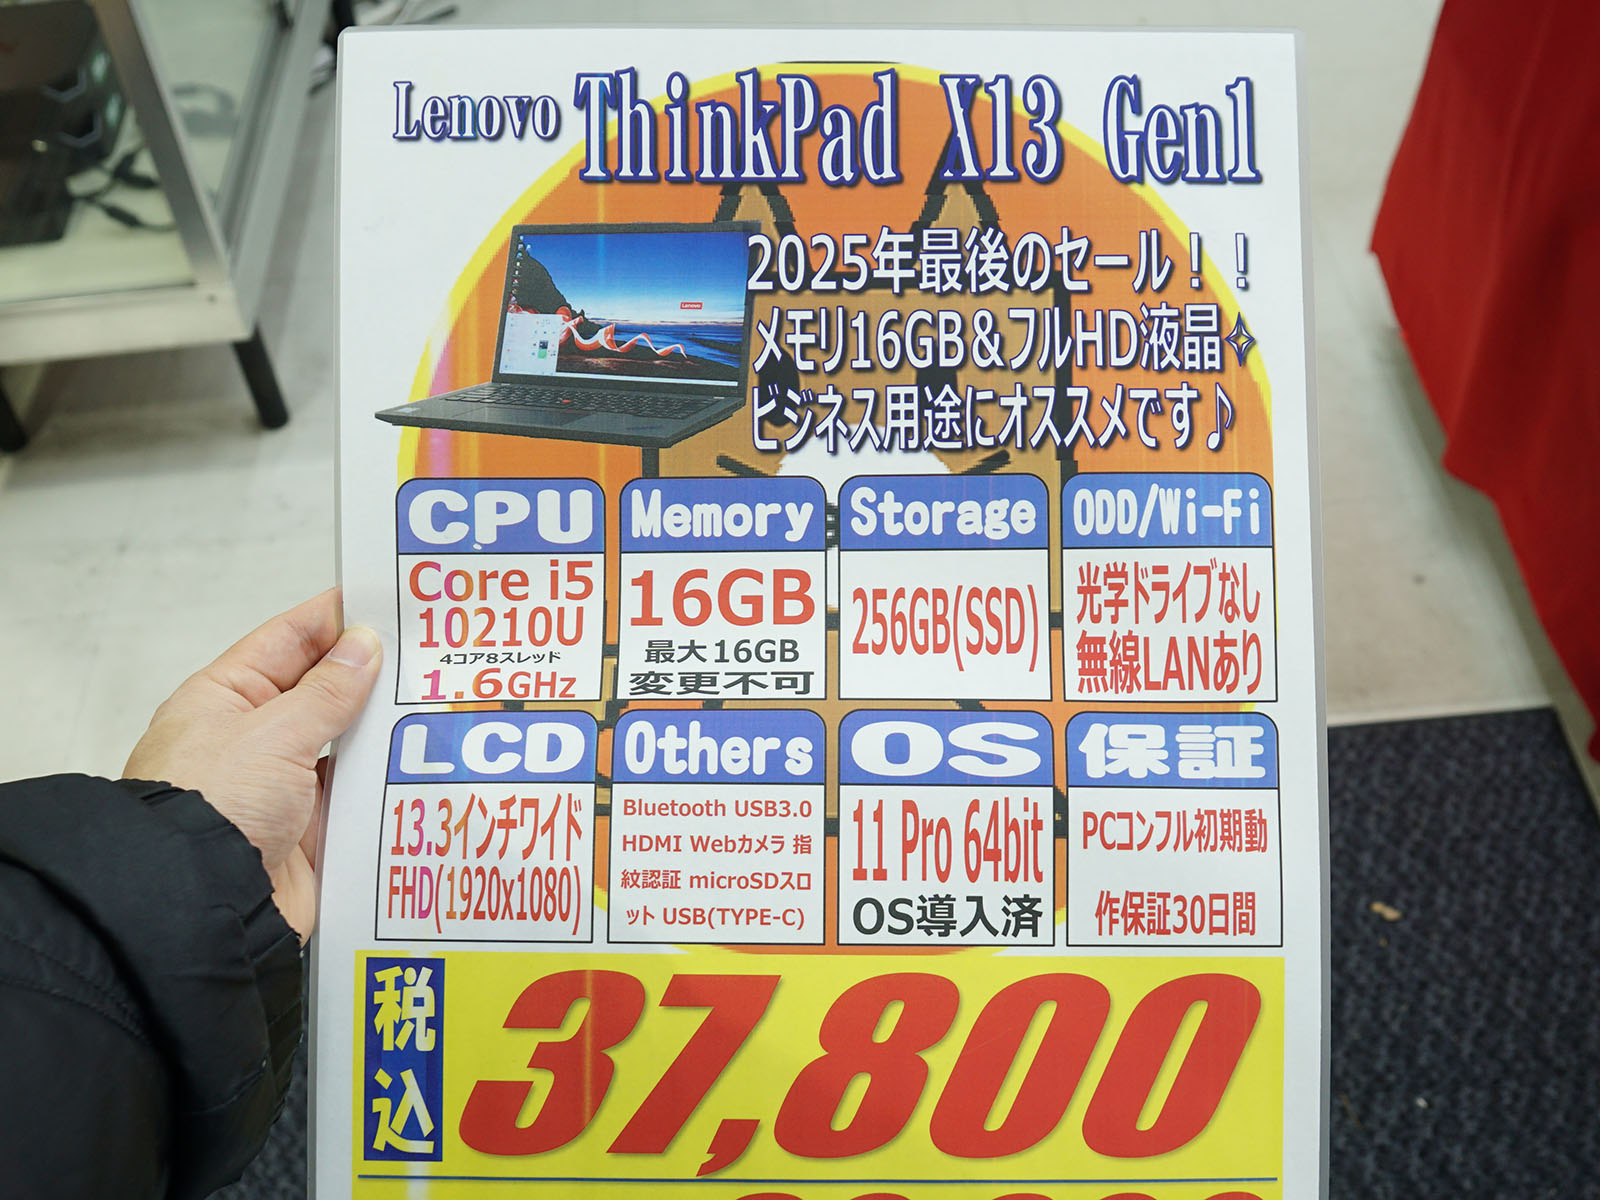 Lenovo ThinkPad X13 Gen1
2025年最後のセール！！
メモリ16GB＆フルHD液晶✧
ビジネス用途にオススメです♪
Lenovo
CPU
Core i5
10210U
4コア8スレッド
1.6GHz
Memory
16GB
最大16GB
変更不可
Storage
256GB(SSD)
ODD/Wi-Fi
光学ドライブなし
無線LANあり
LCD
13.3インチワイド
FHD(1920x1080)
Others
Bluetooth USB3.0
HDMI Webカメラ 指
紋認証 microSDスロ
ット USB(TYPE-C)
OS
11 Pro 64bit
OS導入済
保証
PCコンフル初期動
作保証30日間
税込
37,800